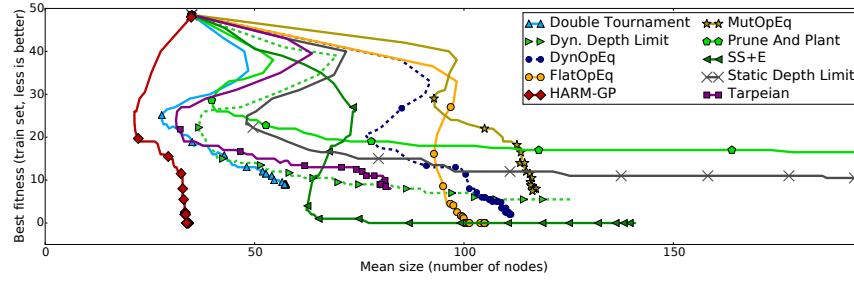 50
40
30
20
10
0
Best fitness (train set, less is better)
0
50
100
150
Mean size (number of nodes)
Double Tournament
Dyn. Depth Limit
DynOpEq
FlatOpEq
HARM-GP
MutOpEq
Prune And Plant
SS+E
Static Depth Limit
Tarpeian